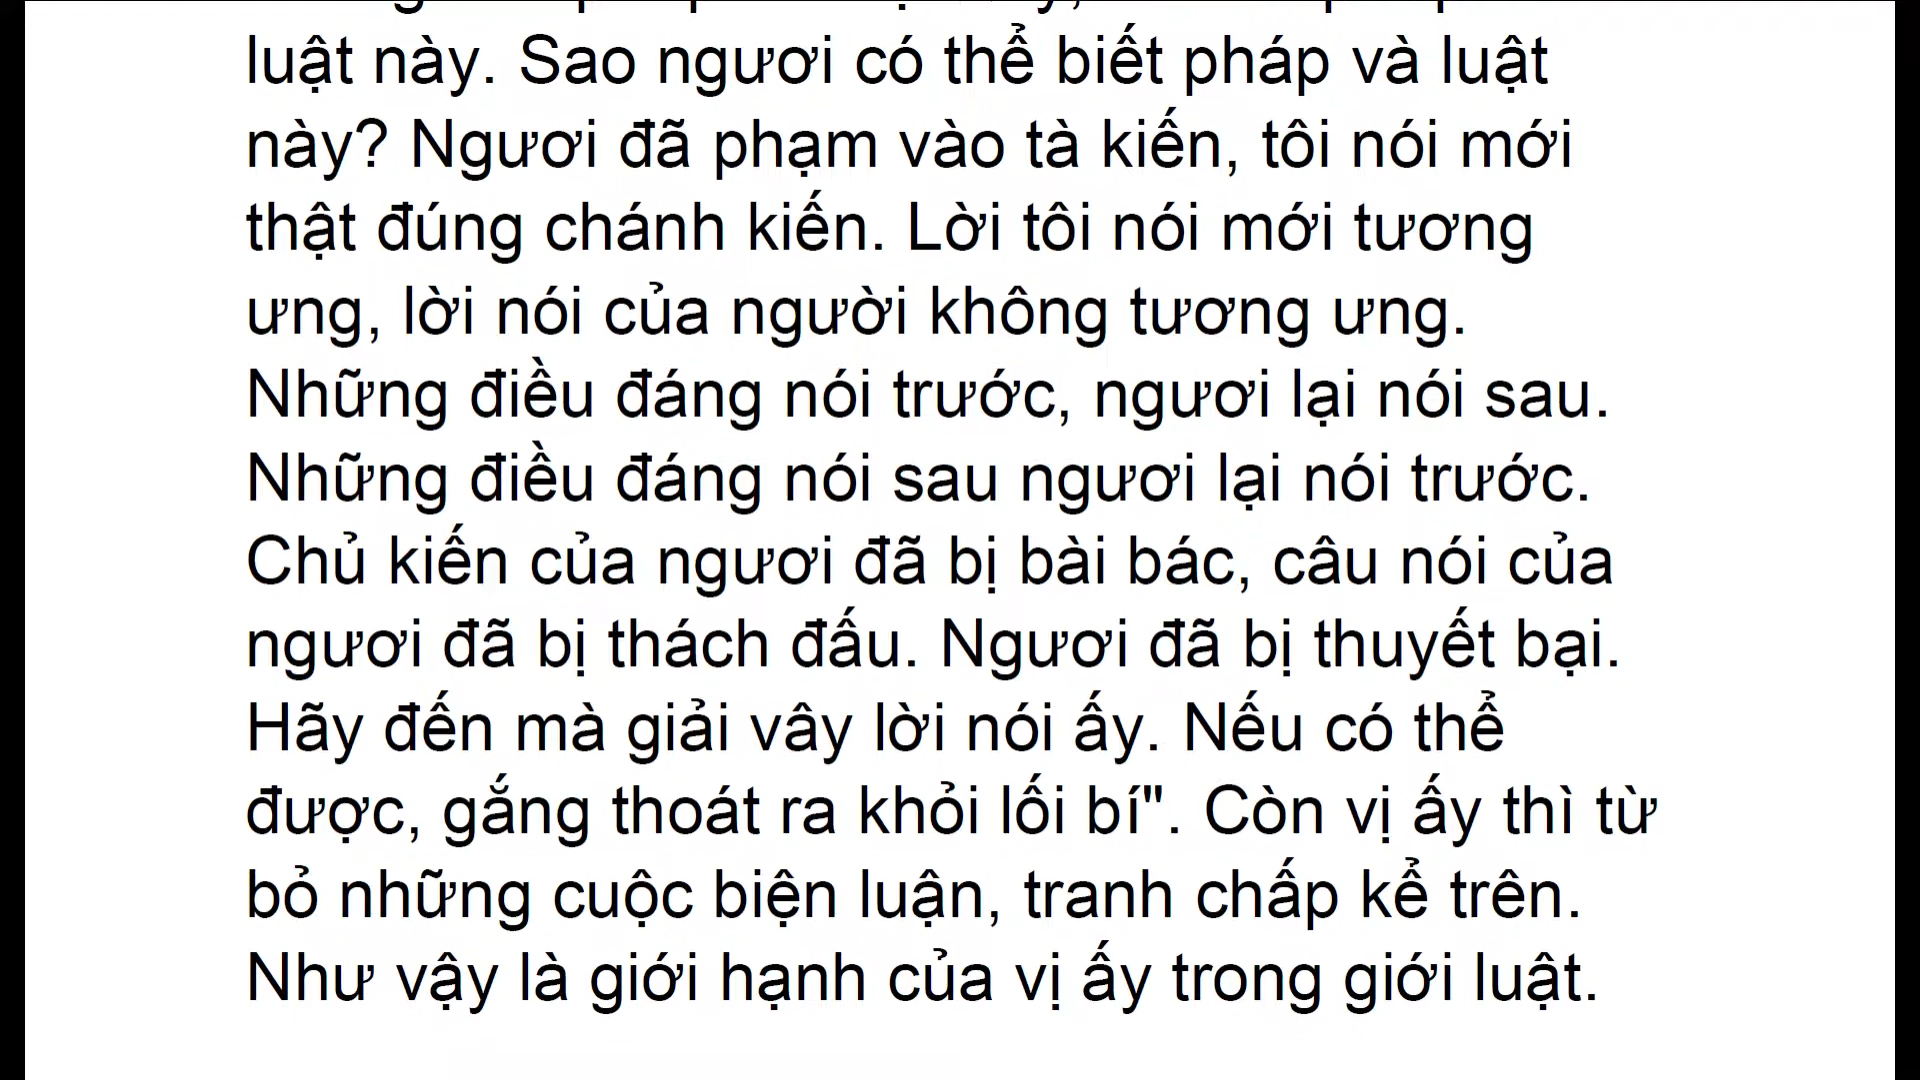 luật này. Sao ngươi có thể biết pháp và luật
này? Ngươi đã phạm vào tà kiến, tôi nói mới
thật đúng chánh kiến. Lời tôi nói mới tương
ưng, lời nói của người không tương ưng.
Những điều đáng nói trước, ngươi lại nói sau.
Những điều đáng nói sau ngươi lại nói trước.
Chủ kiến của ngươi đã bị bài bác, câu nói của
ngươi đã bị thách đấu. Ngươi đã bị thuyết bại.
Hãy đến mà giải vây lời nói ấy. Nếu có thể
được, gắng thoát ra khỏi lối bí". Còn vị ấy thì từ
bỏ những cuộc biện luận, tranh chấp kể trên.
Như vậy là giới hạnh của vị ấy trong giới luật.